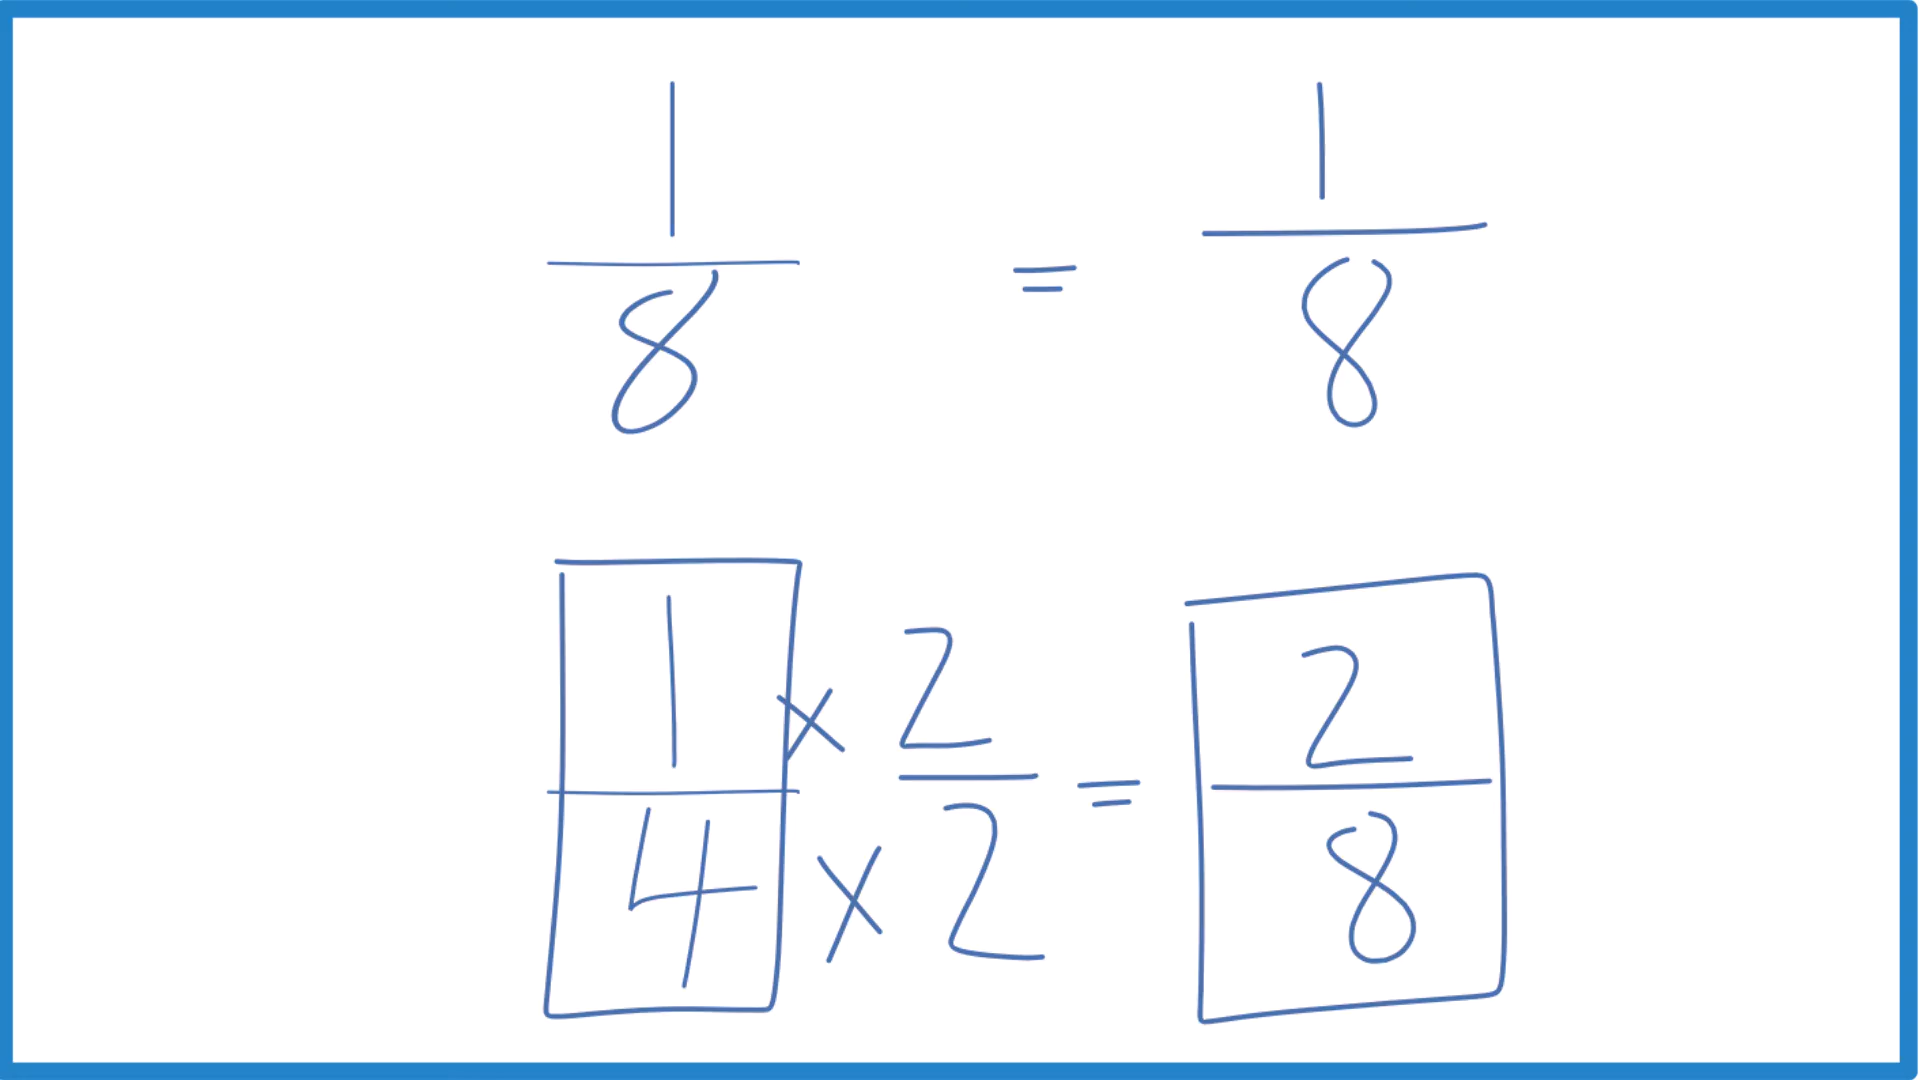 1/8 = 1/8
1/4 × 2/× 2 = 2/8